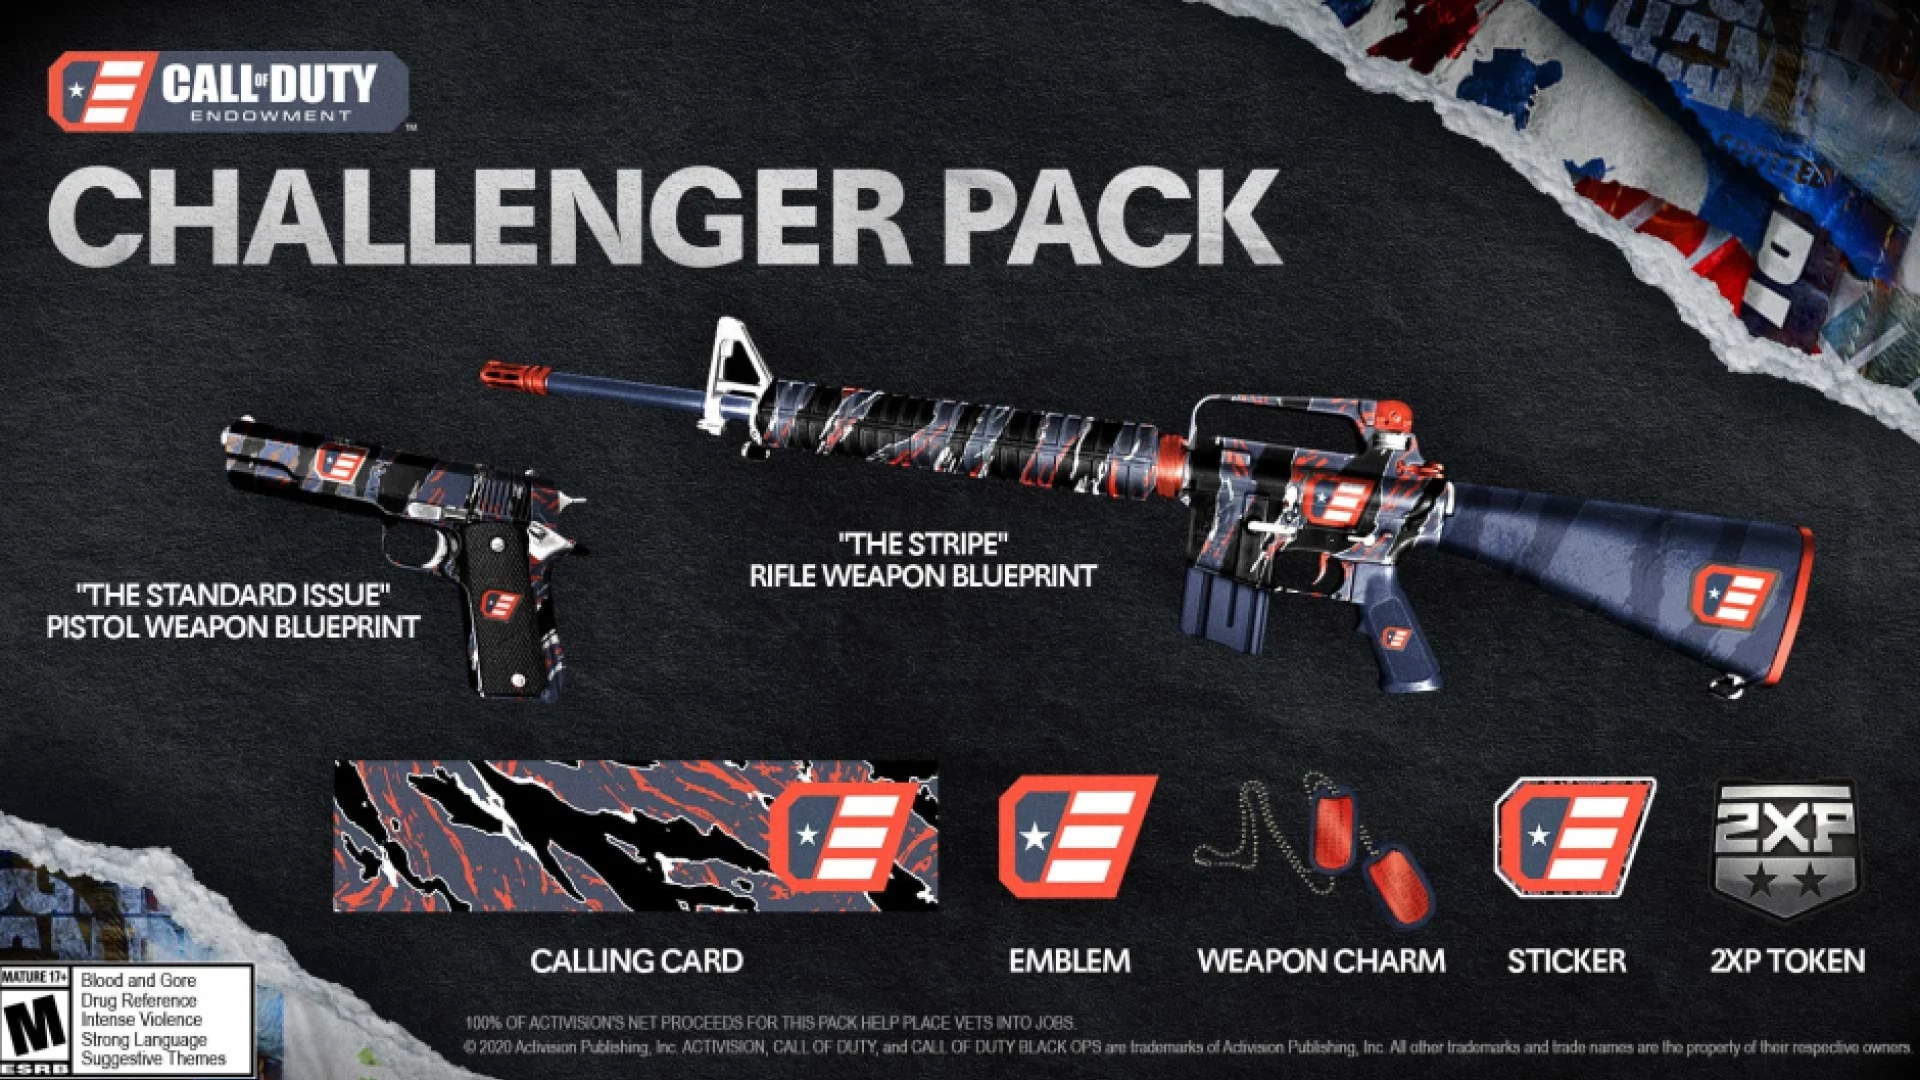 CALL OF DUTY
ENDOWMENT
TM
CHALLENGER PACK
"THE STANDARD ISSUE"
PISTOL WEAPON BLUEPRINT
"THE STRIPE"
RIFLE WEAPON BLUEPRINT
2XP
CALLING CARD
EMBLEM
WEAPON CHARM
STICKER
2XP TOKEN
MATURE 17+
M
ESRB
Blood and Gore
Drug Reference
Intense Violence
Strong Language
Suggestive Themes
100% OF ACTIVISION'S NET PROCEEDS FOR THIS PACK HELP PLACE VETS INTO JOBS.
© 2020 Activision Publishing, Inc. ACTIVISION, CALL OF DUTY, and CALL OF DUTY BLACK OPS are trademarks of Activision Publishing, Inc. All other trademarks and trade names are the property of their respective owners.